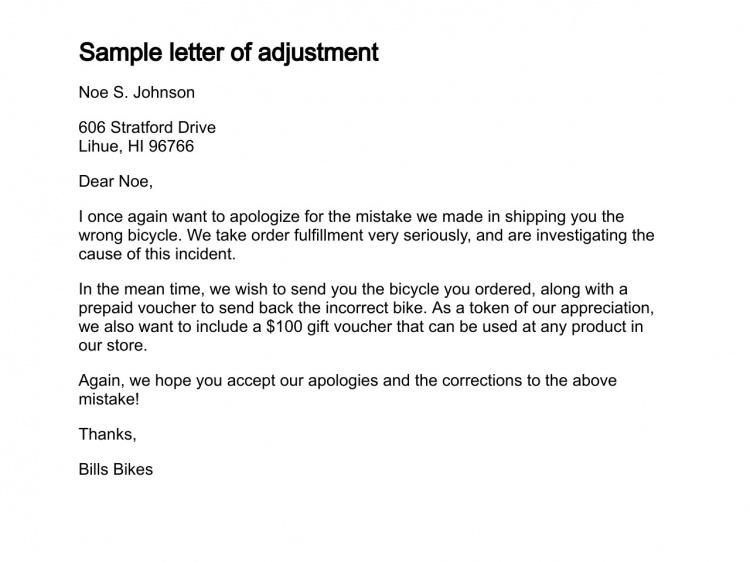 Sample letter of adjustment
Noe S. Johnson
606 Stratford Drive
Lihue, HI 96766
Dear Noe,
I once again want to apologize for the mistake we made in shipping you the
wrong bicycle. We take order fulfillment very seriously, and are investigating the
cause of this incident.
In the mean time, we wish to send you the bicycle you ordered, along with a
prepaid voucher to send back the incorrect bike. As a token of our appreciation,
we also want to include a $100 gift voucher that can be used at any product in
our store.
Again, we hope you accept our apologies and the corrections to the above
mistake!
Thanks,
Bills Bikes